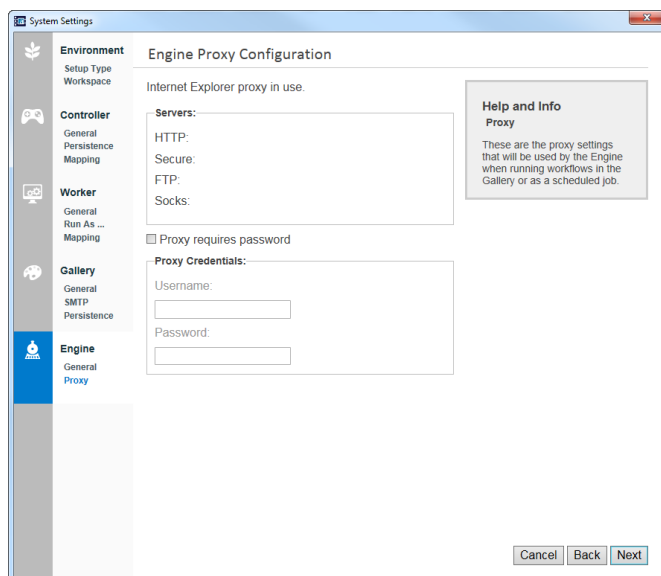 System Settings
Environment
Setup Type
Workspace
Controller
General
Persistence
Mapping
Worker
General
Run As ...
Mapping
Gallery
General
SMTP
Persistence
Engine
General
Proxy
Engine Proxy Configuration
Internet Explorer proxy in use.
Servers:
HTTP:
Secure:
FTP:
Socks:
Proxy requires password
Proxy Credentials:
Username:
Password:
Help and Info
Proxy
These are the proxy settings
that will be used by the Engine
when running workflows in the
Gallery or as a scheduled job.
Cancel Back Next